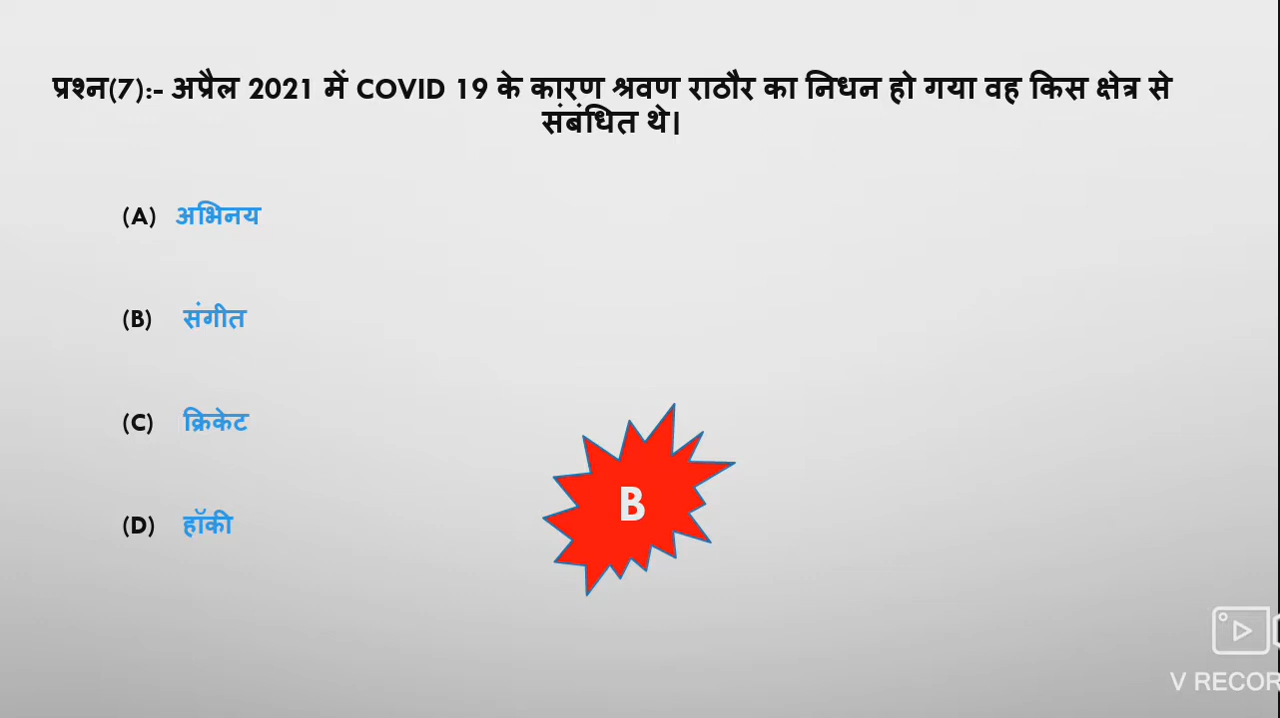 प्रश्न(7):- अप्रैल 2021 में COVID 19 के कारण श्रवण राठौर का निधन हो गया वह किस क्षेत्र से
संबंधित थे।
(A) अभिनय
(B) संगीत
(C) क्रिकेट
(D) हॉकी
B
V RECOR